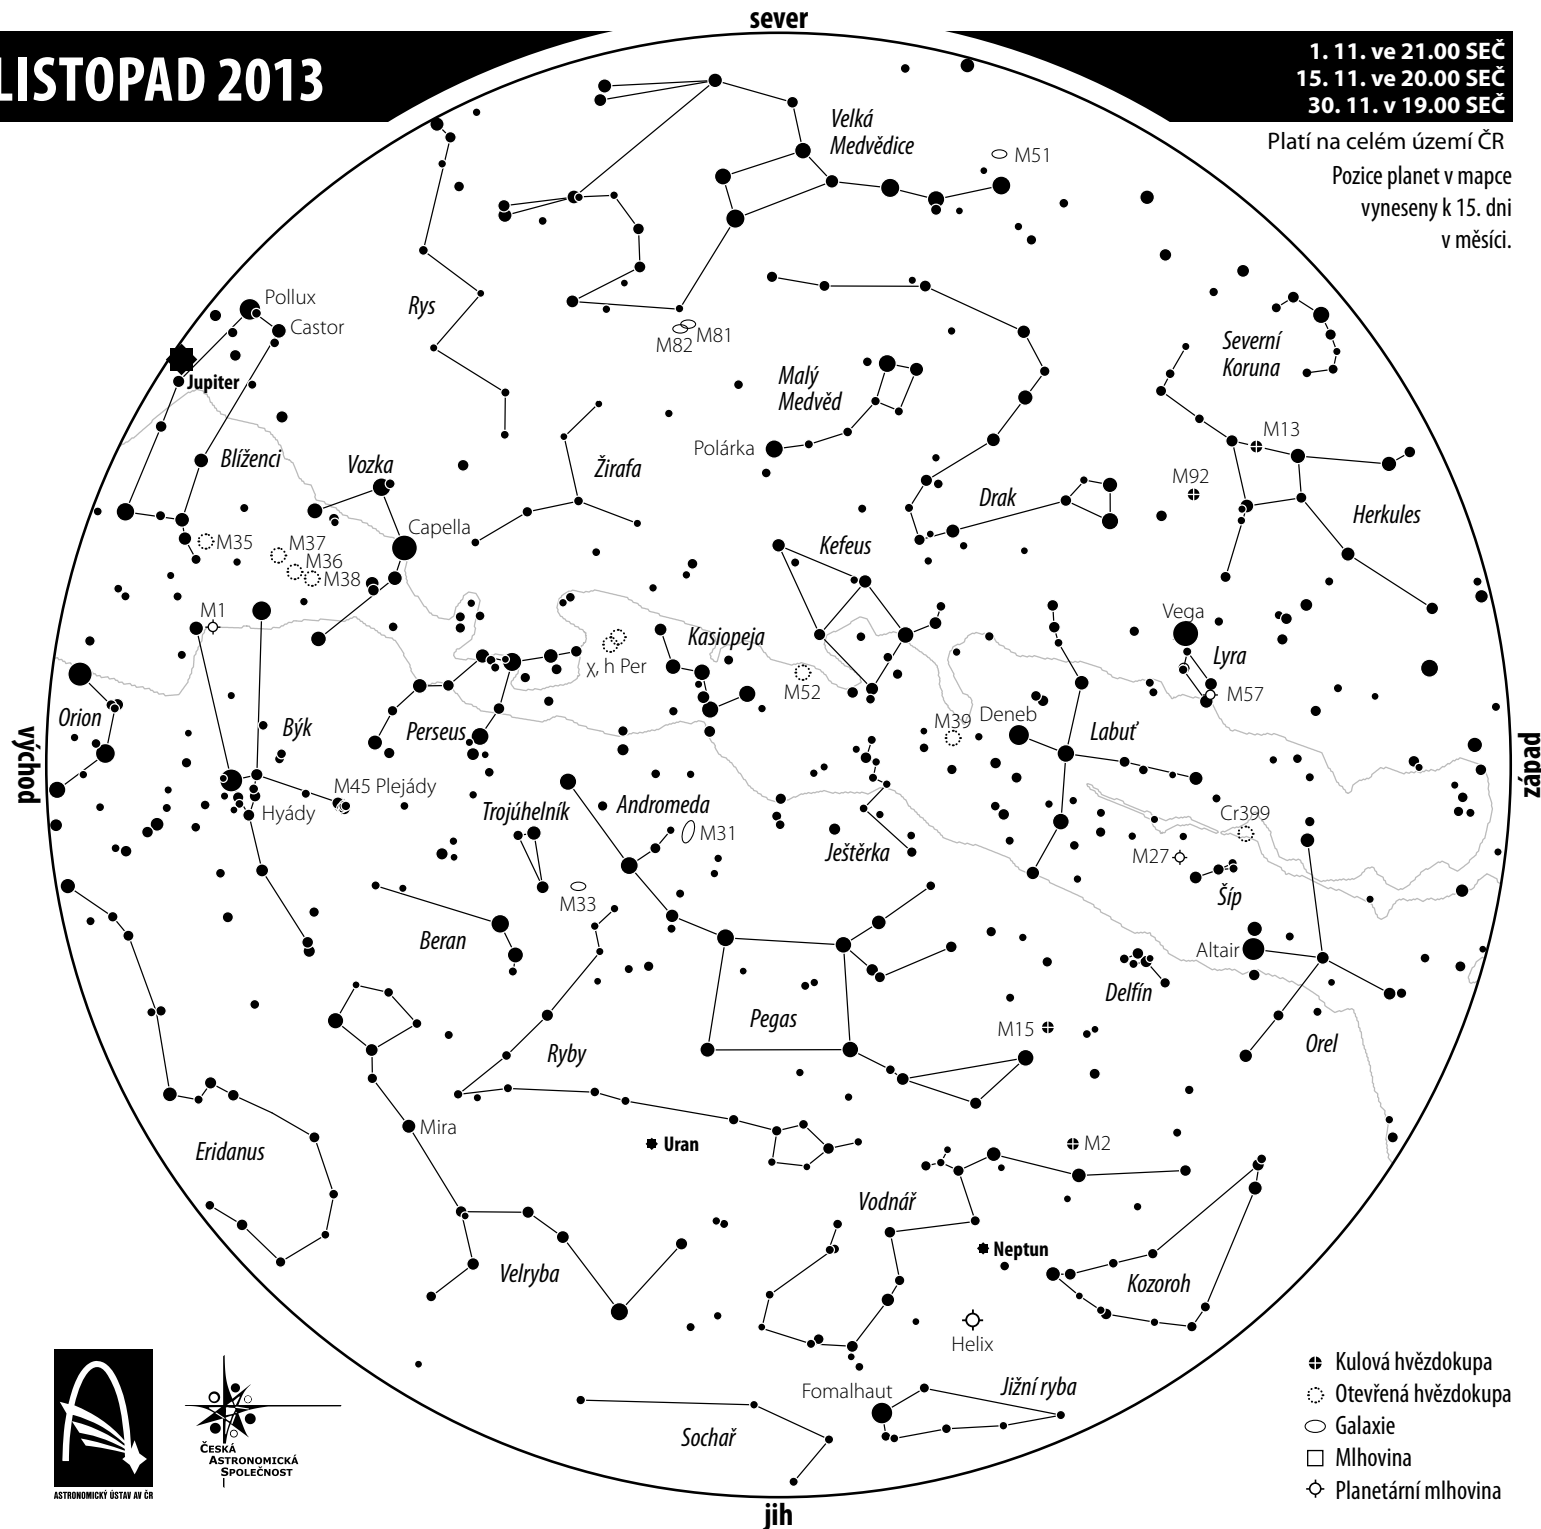 sever
LISTOPAD 2013
1. 11. ve 21.00 SEČ
15. 11. ve 20.00 SEČ
30. 11. v 19.00 SEČ
Platí na celém území ČR
Pozice planet v mapce
vyneseny k 15. dni
v měsíci.
Velká
Medvědice
M51
Pollux
Castor
Rys
M81
M82
Jupiter
Malý
Medvěd
Severní
Koruna
Polárka
M13
Blíženci
Vozka
Žirafa
M92
Drak
Herkules
Capella
M35
M37
M36
M38
Kefeus
M1
Vega
Kasiopeja
Lyra
χ, h Per
M52
M57
Orion
Býk
Perseus
M39
Deneb
Labuť
východ
západ
M45 Plejády
Hyády
Trojúhelník
Andromeda
M31
Ještěrka
Cr399
M27
Šíp
M33
Beran
Altair
Delfín
Pegas
M15
Orel
Ryby
Mira
Eridanus
Uran
M2
Vodnář
Neptun
Velryba
Kozoroh
Helix
Fomalhaut
Jižní ryba
Sochař
Kulová hvězdokupa
Otevřená hvězdokupa
Galaxie
Mlhovina
Planetární mlhovina
ČESKÁ
ASTRONOMICKÁ
SPOLEČNOST
ASTRONOMICKÝ ÚSTAV AV ČR
jih